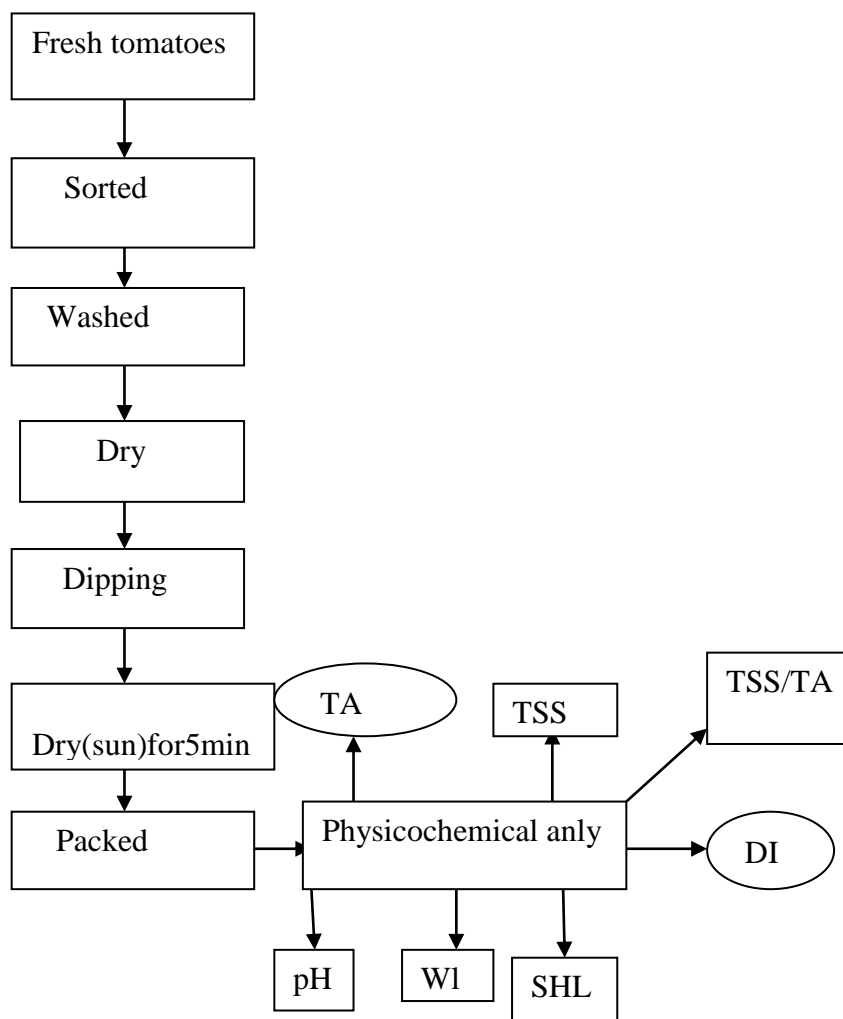 Fresh tomatoes
Sorted
Washed
Dry
Dipping
Dry(sun)for5min
Packed
TA
TSS
TSS/TA
Physicochemical anly
DI
pH
Wl
SHL